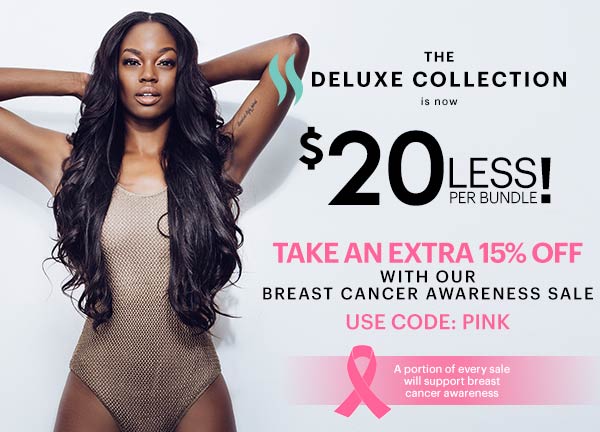 THE
DELUXE COLLECTION
is now
$20 LESS!
PER BUNDLE
TAKE AN EXTRA 15% OFF
WITH OUR
BREAST CANCER AWARENESS SALE
USE CODE: PINK
A portion of every sale
will support breast
cancer awareness